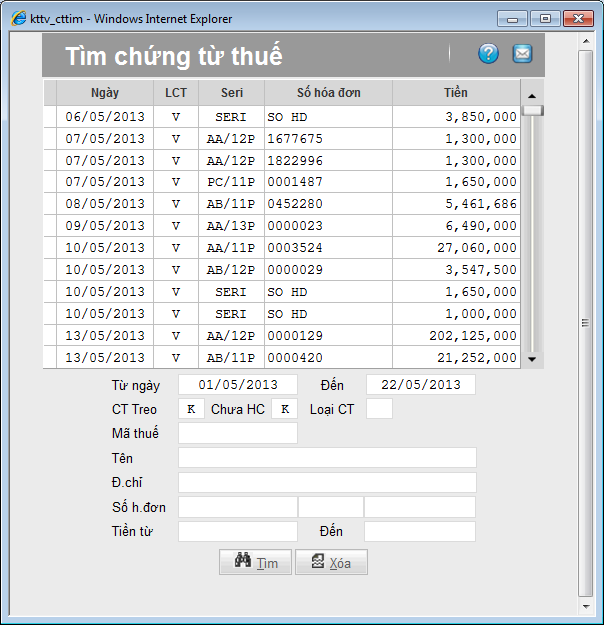 kttv_cttim - Windows Internet Explorer
Tìm chứng từ thuế
Ngày LCT Seri Số hóa đơn Tiền
06/05/2013 V SERI SO HD 3,850,000
07/05/2013 V AA/12P 1677675 1,300,000
07/05/2013 V AA/12P 1822996 1,300,000
07/05/2013 V PC/11P 0001487 1,650,000
08/05/2013 V AB/11P 0452280 5,461,686
09/05/2013 V AA/13P 0000023 6,490,000
10/05/2013 V AA/11P 0003524 27,060,000
10/05/2013 V AB/12P 0000029 3,547,500
10/05/2013 V SERI SO HD 1,650,000
10/05/2013 V SERI SO HD 1,000,000
13/05/2013 V AA/12P 0000129 202,125,000
13/05/2013 V AB/11P 0000420 21,252,000
Từ ngày 01/05/2013 Đến 22/05/2013
CT Treo K Chưa HC K Loại CT
Mã thuế
Tên
Đ.chỉ
Số h.đơn
Tiền từ Đến
Tìm Xóa